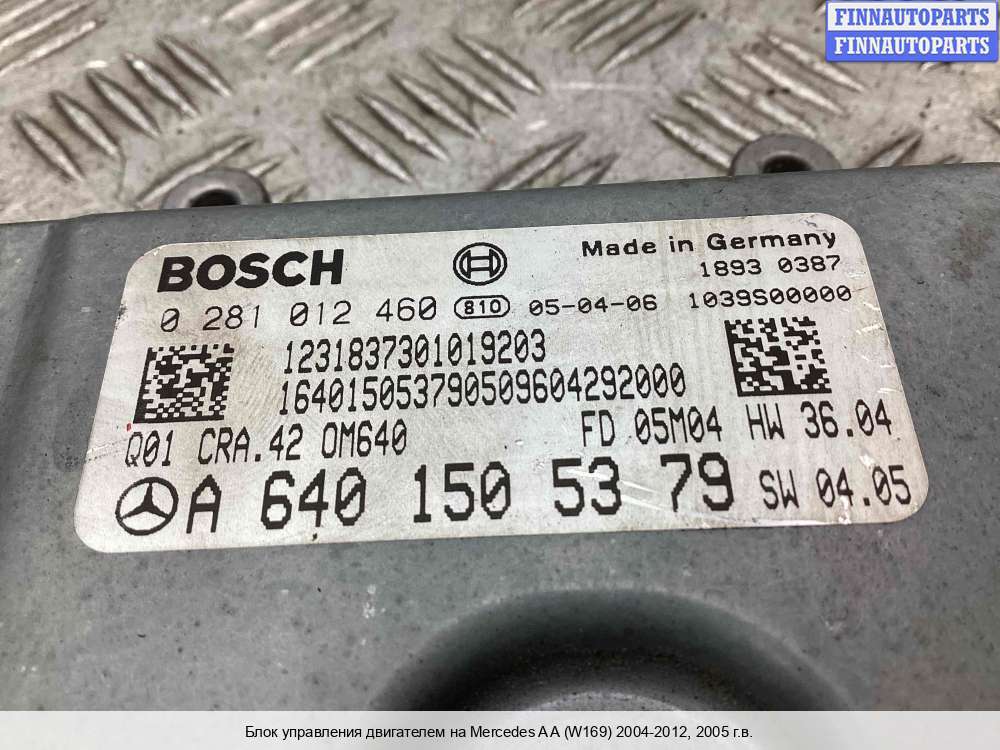 FINNAUTOPARTS
FINNAUTOPARTS
BOSCH
Made in Germany
1893 0387
0 281 012 460 810 05-04-06 1039S00000
1231837301019203
16401505379050960429​2000
Q01 CRA.42 OM640 FD 05M04 HW 36.04
A 640 150 53 79 SW 04.05
Блок управления двигателем на Mercedes A A (W169) 2004-2012, 2005 г.в.